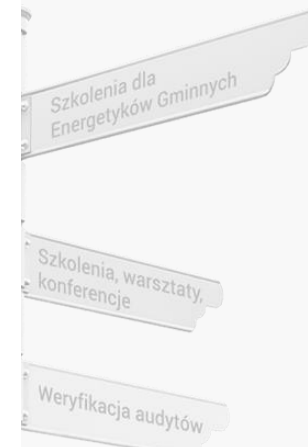 Szkolenia dla
Energetyków Gminnych
Szkolenia, warsztaty,
konferencje
Weryfikacja audytów